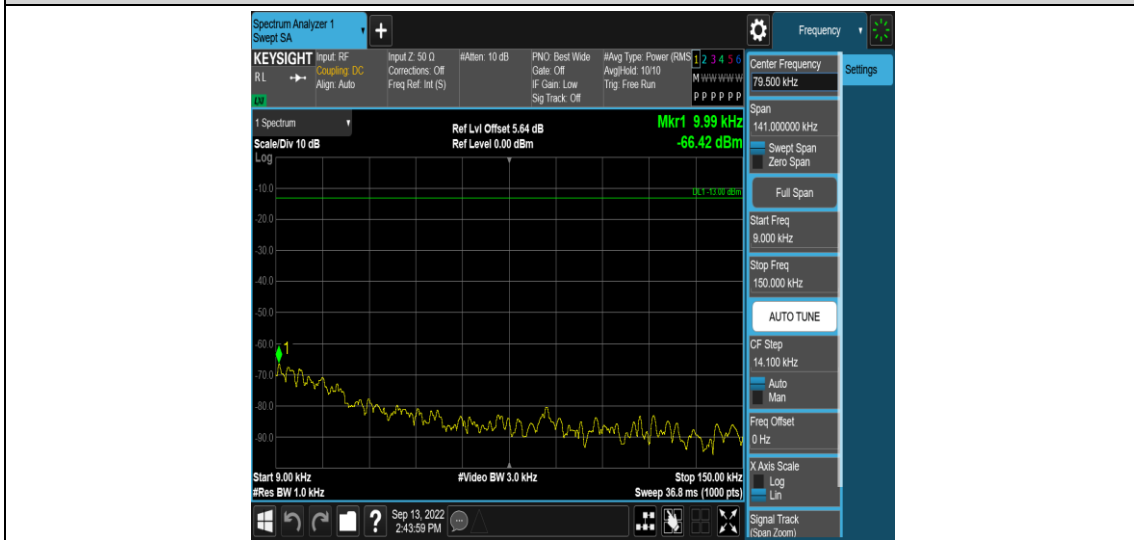 Spectrum Analyzer 1
Swept SA
+
Frequency
KEYSIGHT
RL
Input: RF
Coupling: DC
Align: Auto
Input Z: 50 Ω
Corrections: Off
Freq Ref: Int (S)
#Atten: 10 dB
PNO: Best Wide
Gate: Off
IF Gain: Low
Sig Track: Off
#Avg Type: Power (RMS
Avg|Hold: 10/10
Trig: Free Run
1 2 3 4 5 6
M W W W W W
P P P P P P
1 Spectrum
Scale/Div 10 dB
Log
Ref Lvl Offset 5.64 dB
Ref Level 0.00 dBm
Mkr1 9.99 kHz
-66.42 dBm
DL1 -13.00 dBm
-10.0
-20.0
-30.0
-40.0
-50.0
-60.0
1
-70.0
-80.0
-90.0
Start 9.00 kHz
#Res BW 1.0 kHz
#Video BW 3.0 kHz
Stop 150.00 kHz
Sweep 36.8 ms (1000 pts)
Center Frequency
79.500 kHz
Settings
Span
141.000000 kHz
Swept Span
Zero Span
Full Span
Start Freq
9.000 kHz
Stop Freq
150.000 kHz
AUTO TUNE
CF Step
14.100 kHz
Auto
Man
Freq Offset
0 Hz
X Axis Scale
Log
Lin
Signal Track
(Span Zoom)
?
Sep 13, 2022
2:43:59 PM